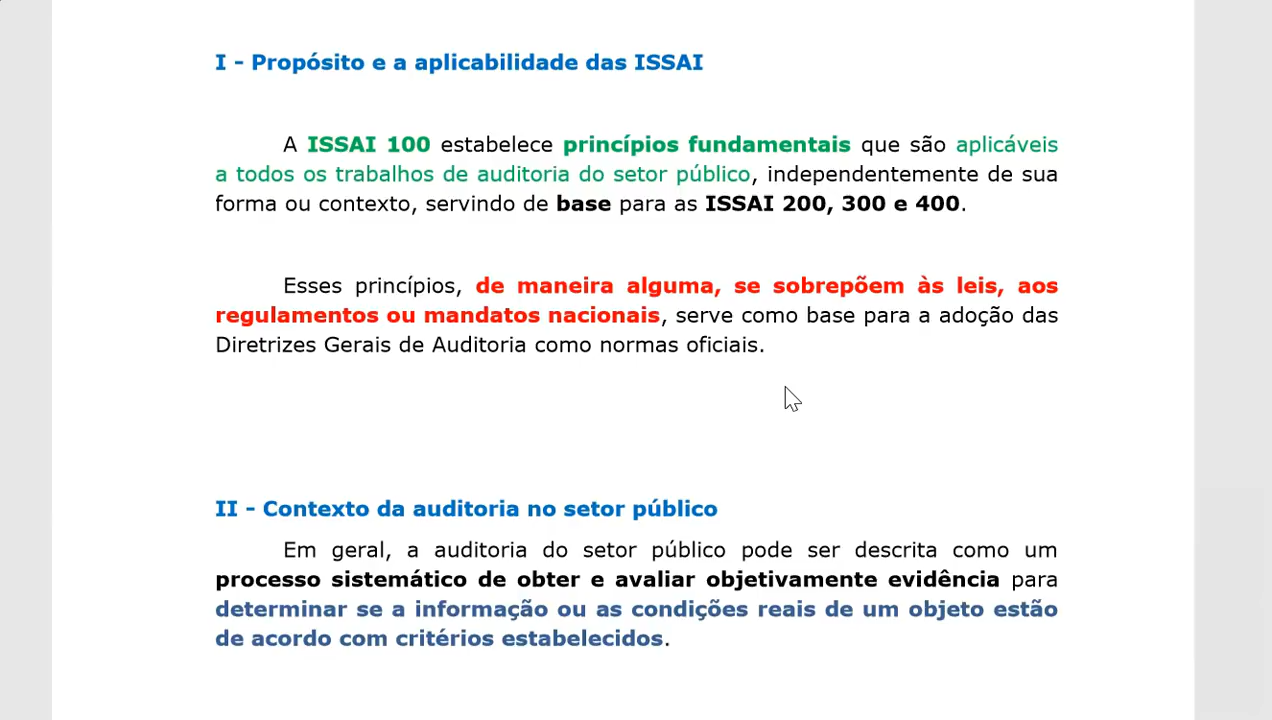 I - Propósito e a aplicabilidade das ISSAI
A ISSAI 100 estabelece princípios fundamentais que são aplicáveis
a todos os trabalhos de auditoria do setor público, independentemente de sua
forma ou contexto, servindo de base para as ISSAI 200, 300 e 400.
Esses princípios, de maneira alguma, se sobrepõem às leis, aos
regulamentos ou mandatos nacionais, serve como base para a adoção das
Diretrizes Gerais de Auditoria como normas oficiais.
II - Contexto da auditoria no setor público
Em geral, a auditoria do setor público pode ser descrita como um
processo sistemático de obter e avaliar objetivamente evidência para
determinar se a informação ou as condições reais de um objeto estão
de acordo com critérios estabelecidos.